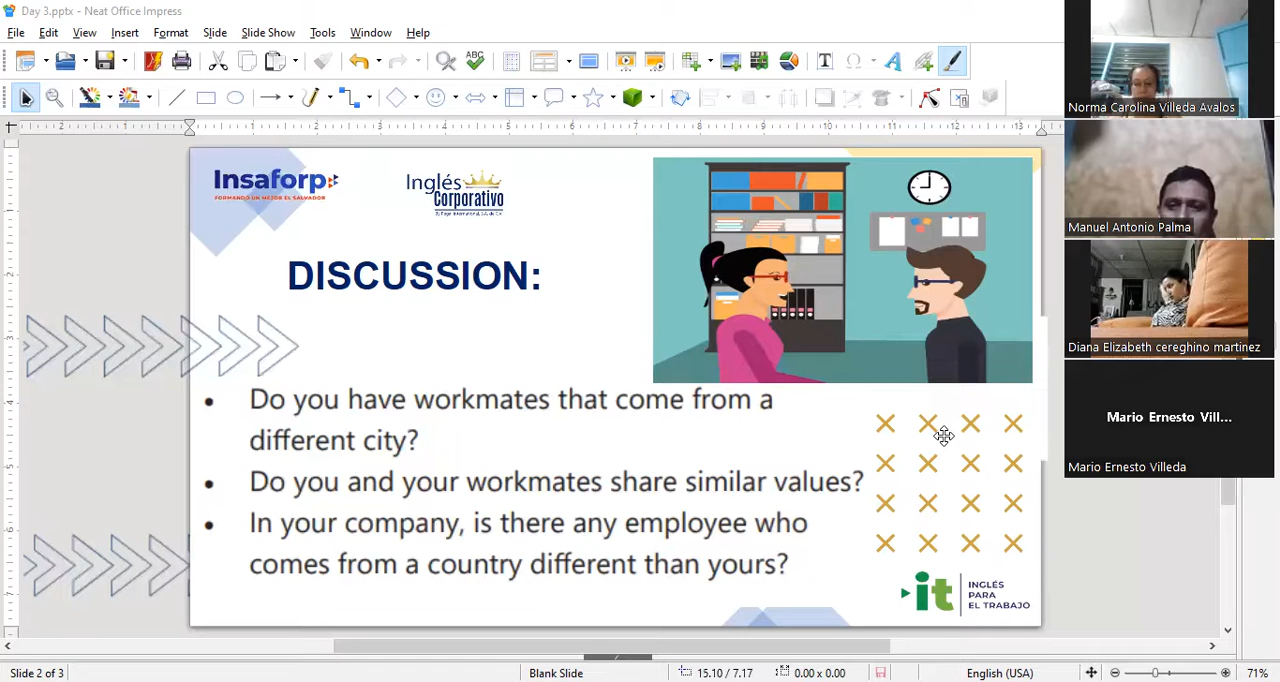 Day 3.pptx - Neat Office Impress
File Edit View Insert Format Slide Slide Show Tools Window Help
Insaforp
FORMANDO UN MEJOR EL SALVADOR
Inglés
Corporativo
DISCUSSION:
• Do you have workmates that come from a
different city?
• Do you and your workmates share similar values?
• In your company, is there any employee who
comes from a country different than yours?
it
INGLÉS
PARA
EL TRABAJO
Norma Carolina Villeda Avalos
Manuel Antonio Palma
Diana Elizabeth cereghino martinez
Mario Ernesto Vill...
Mario Ernesto Villeda
Slide 2 of 3
Blank Slide
15.10 / 7.17
0.00 x 0.00
English (USA)
71%